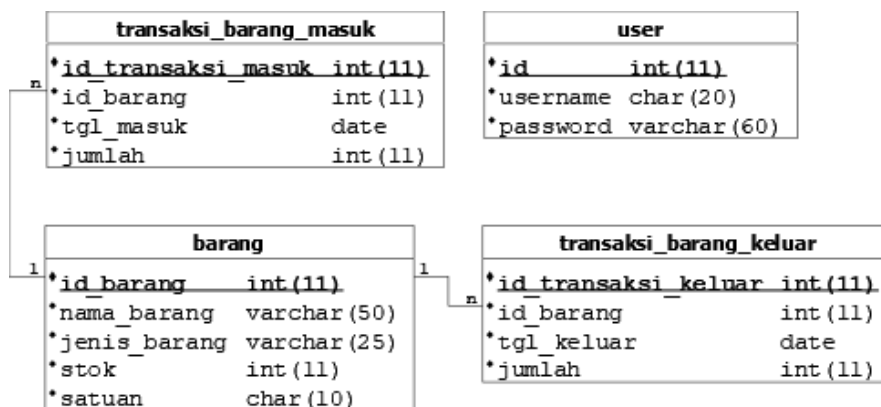 transaksi_barang_masuk
*id_transaksi_masuk int(11)
*id_barang int(11)
*tgl_masuk date
*jumlah int(11)
user
*id int(11)
*username char(20)
*password varchar(60)
n
1
barang
*id_barang int(11)
*nama_barang varchar(50)
*jenis_barang varchar(25)
*stok int(11)
*satuan char(10)
1
n
transaksi_barang_keluar
*id_transaksi_keluar int(11)
*id_barang int(11)
*tgl_keluar date
*jumlah int(11)